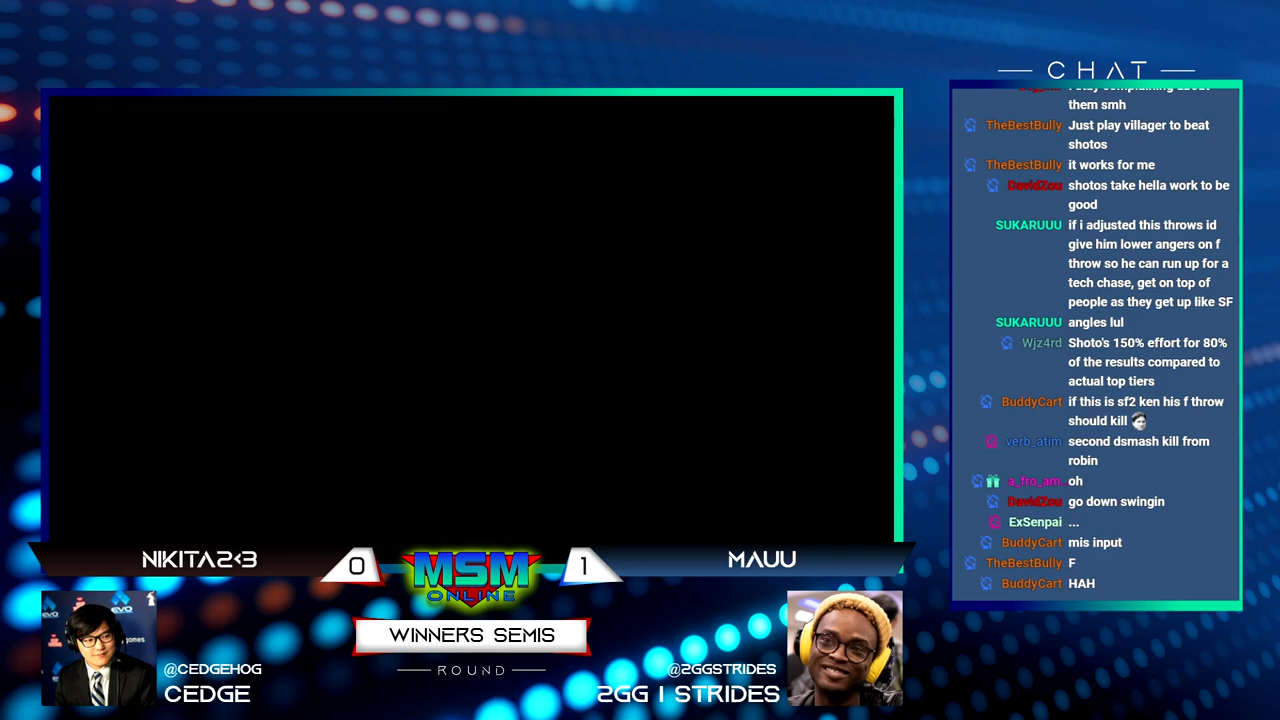 CHAT
them smh
TheBestBully Just play villager to beat
shotos
TheBestBully it works for me
DavidZou shotos take hella work to be
good
SUKARUUU if i adjusted this throws id
give him lower angers on f
throw so he can run up for a
tech chase, get on top of
people as they get up like SF
SUKARUUU angles lul
Wjz4rd Shoto's 150% effort for 80%
of the results compared to
actual top tiers
BuddyCart if this is sf2 ken his f throw
should kill
verb_atim second dsmash kill from
robin
a_fro_am_ oh
DavidZou go down swingin
ExSenpai ...
BuddyCart mis input
TheBestBully F
BuddyCart HAH
NIKITA2<3 0 MSM ONLINE 1 MAUU
WINNERS SEMIS
ROUND
EVO
EVO
games
@CEDGEHOG
CEDGE
@2GGSTRIDES
2GG | STRIDES